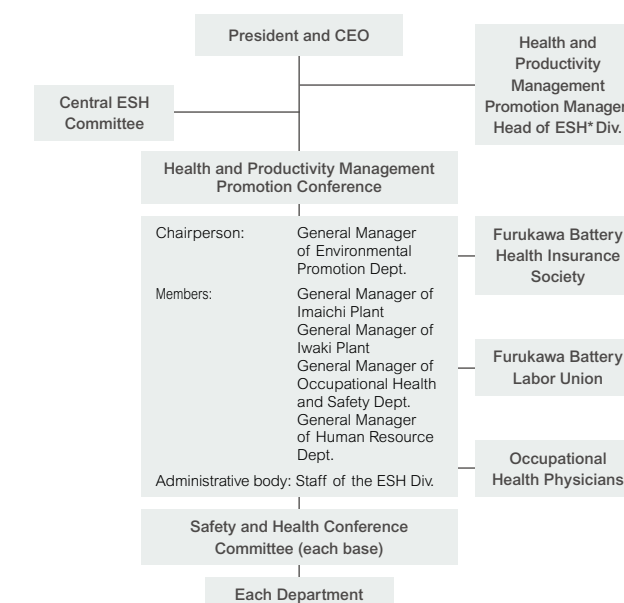 President and CEO
Health and
Productivity
Management
Promotion Manager
Head of ESH* Div.
Central ESH
Committee
Health and Productivity Management
Promotion Conference
Chairperson: General Manager
of Environmental
Promotion Dept.
Members: General Manager of
Imaichi Plant
General Manager of
Iwaki Plant
General Manager of
Occupational Health
and Safety Dept.
General Manager
of Human Resource
Dept.
Administrative body: Staff of the ESH Div.
Furukawa Battery
Health Insurance
Society
Furukawa Battery
Labor Union
Occupational
Health Physicians
Safety and Health Conference
Committee (each base)
Each Department